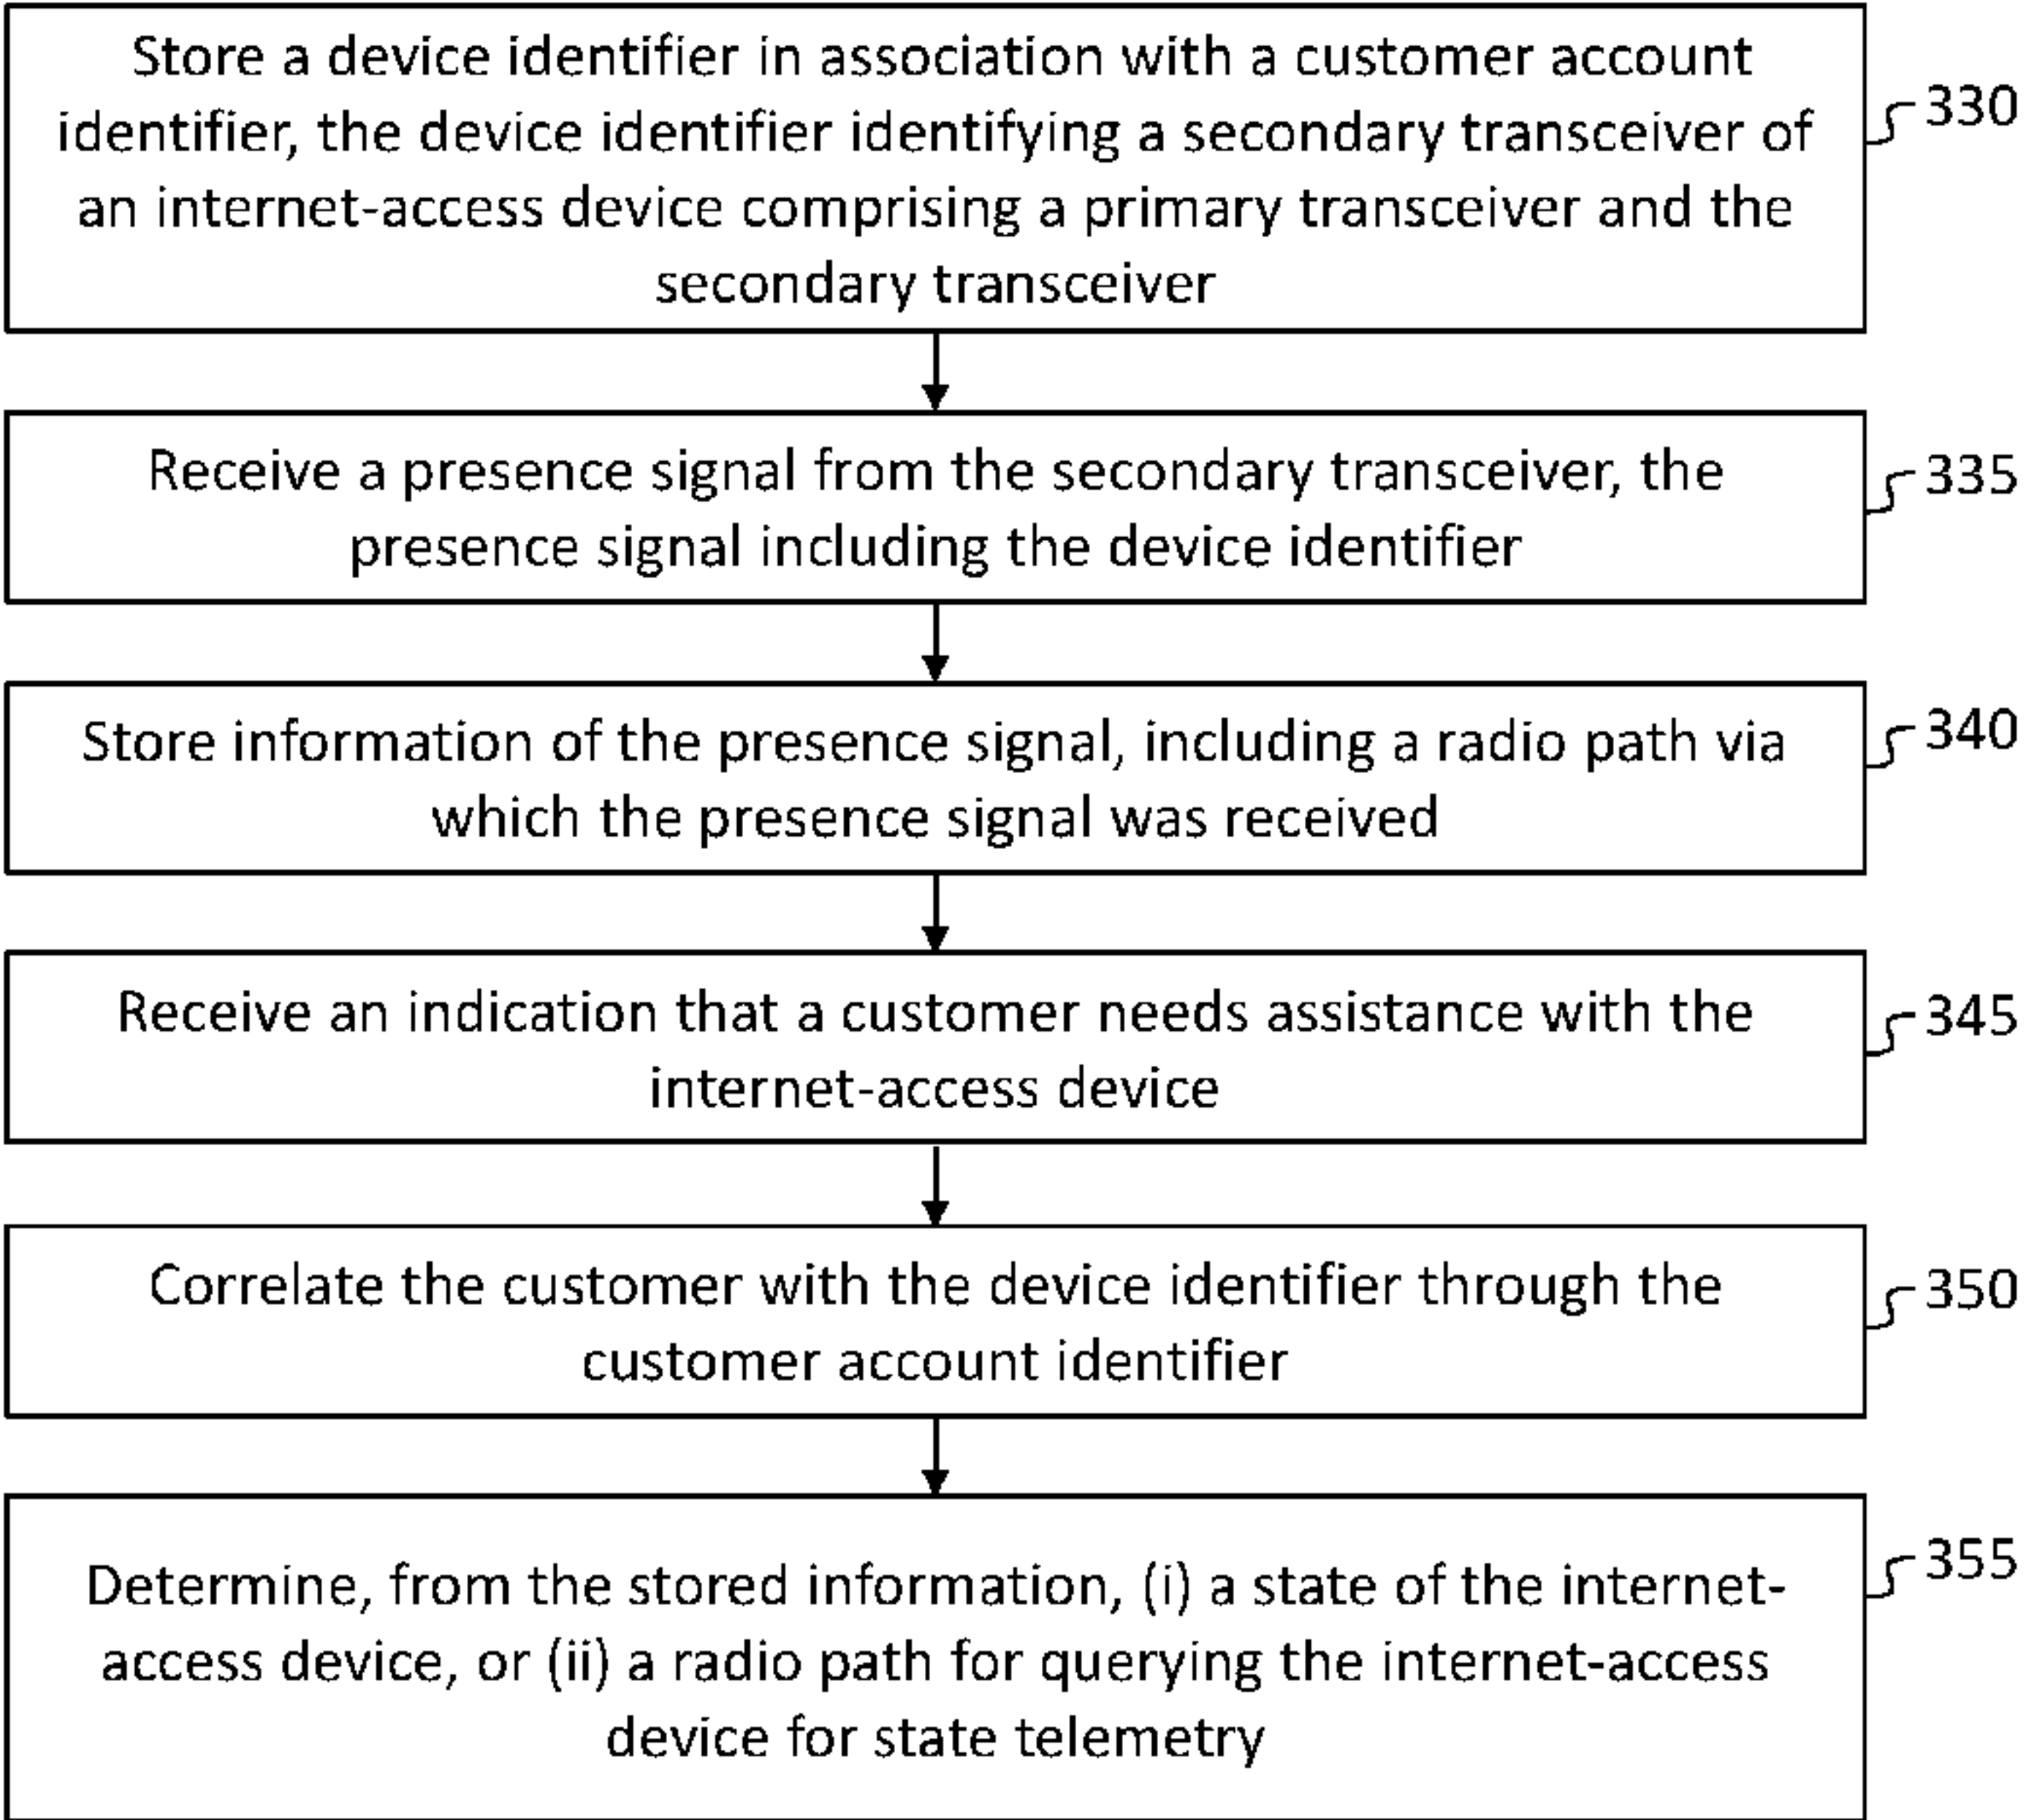 Store a device identifier in association with a customer account
identifier, the device identifier identifying a secondary transceiver of
an internet-access device comprising a primary transceiver and the
secondary transceiver
330
Receive a presence signal from the secondary transceiver, the
presence signal including the device identifier
335
Store information of the presence signal, including a radio path via
which the presence signal was received
340
Receive an indication that a customer needs assistance with the
internet-access device
345
Correlate the customer with the device identifier through the
customer account identifier
350
Determine, from the stored information, (i) a state of the internet-
access device, or (ii) a radio path for querying the internet-access
device for state telemetry
355